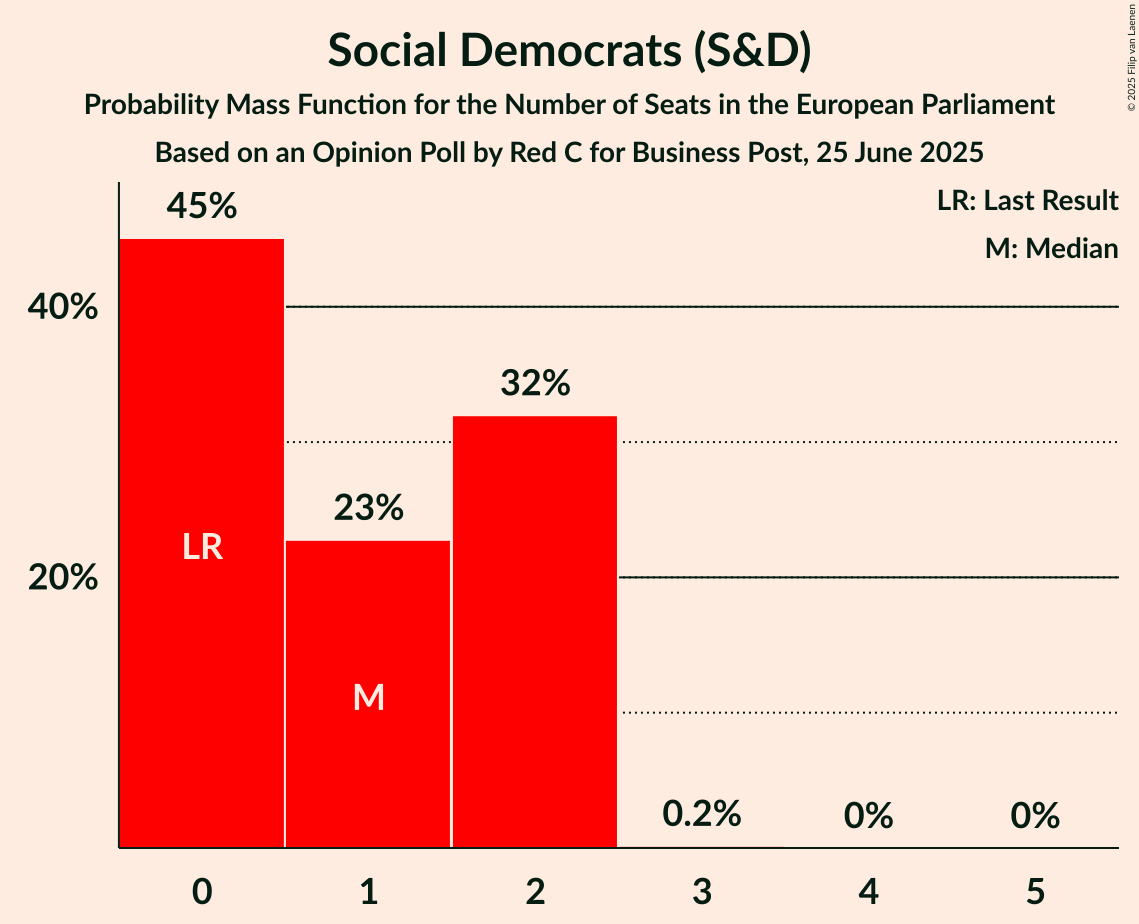 Social Democrats (S&D)
Probability Mass Function for the Number of Seats in the European Parliament
Based on an Opinion Poll by Red C for Business Post, 25 June 2025
© 2025 Filip van Laenen
LR: Last Result
M: Median
45%
40%
32%
23%
LR
20%
M
0.2%
0%
0%
0
1
2
3
4
5